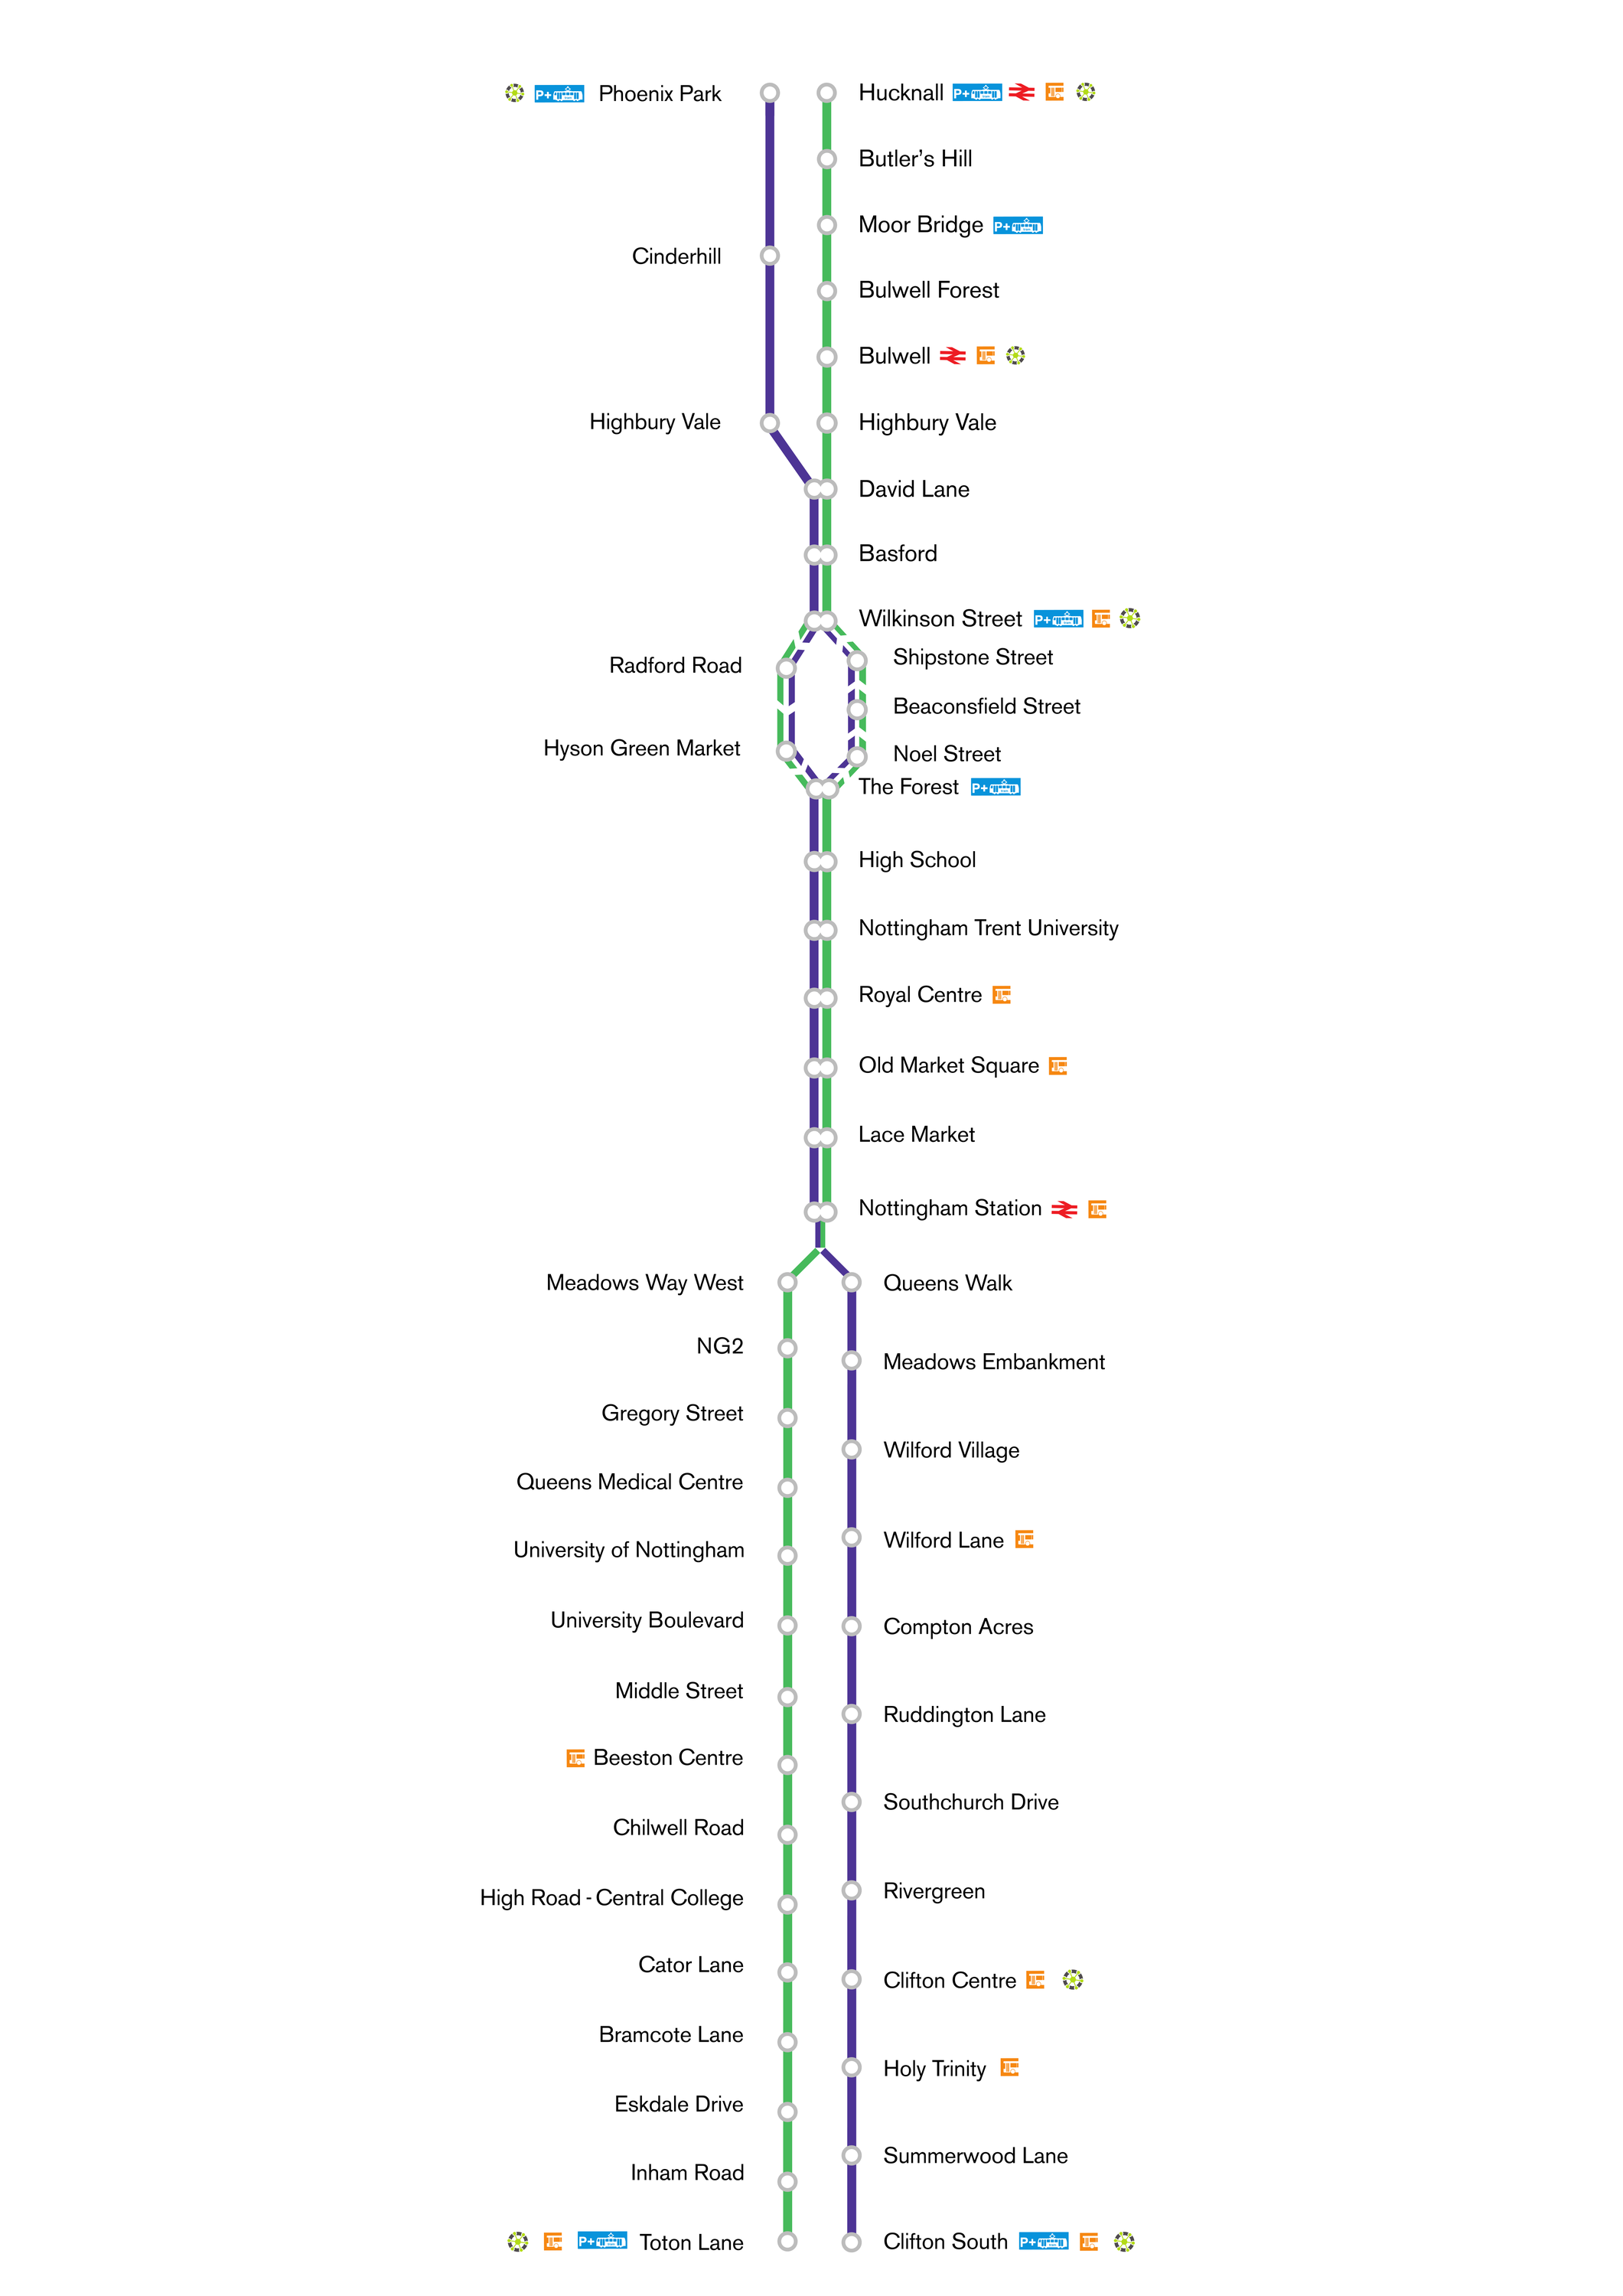 Phoenix Park
Hucknall P+
P+
Butler's Hill
Moor Bridge P+
Cinderhill
Bulwell Forest
Bulwell
Highbury Vale
Highbury Vale
David Lane
Basford
Wilkinson Street P+
Shipstone Street
Radford Road
Beaconsfield Street
Hyson Green Market
Noel Street
The Forest P+
High School
Nottingham Trent University
Royal Centre
Old Market Square
Lace Market
Nottingham Station
Meadows Way West
Queens Walk
NG2
Meadows Embankment
Gregory Street
Wilford Village
Queens Medical Centre
Wilford Lane
University of Nottingham
University Boulevard
Compton Acres
Middle Street
Ruddington Lane
Beeston Centre
Southchurch Drive
Chilwell Road
Rivergreen
High Road - Central College
Cator Lane
Clifton Centre
Bramcote Lane
Holy Trinity
Eskdale Drive
Summerwood Lane
Inham Road
P+ Toton Lane
Clifton South P+